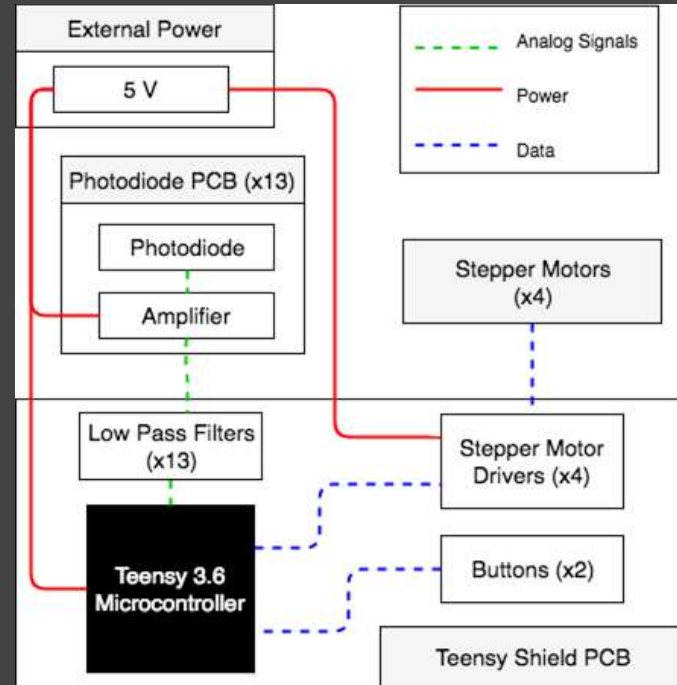 External Power
5 V
Analog Signals
Power
Data
Photodiode PCB (x13)
Photodiode
Amplifier
Stepper Motors
(x4)
Low Pass Filters
(x13)
Stepper Motor
Drivers (x4)
Teensy 3.6
Microcontroller
Buttons (x2)
Teensy Shield PCB